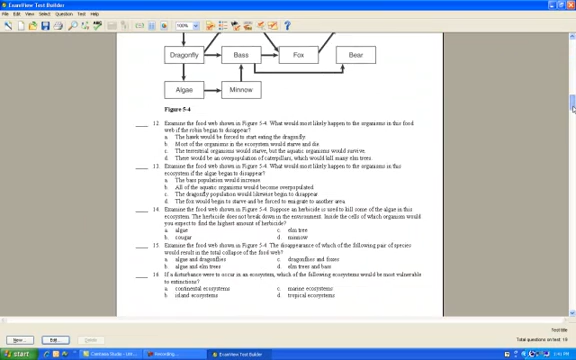 ExamView Test Builder
File Edit View Select Question Test Tools Window Help
100%
Dragonfly Bass Fox Bear
Algae Minnow
Figure 5-4
12 Examine the food web shown in Figure 5-4. What would most likely happen to the organisms in this food
web if the robin began to disappear?
a. The hawk would be forced to start eating the dragonfly.
b. Most of the organisms in the ecosystem would starve and die.
c. The terrestrial organisms would starve, but the aquatic organisms would survive.
d. There would be an overpopulation of caterpillars, which would kill many elm trees
13 Examine the food web shown in Figure 5-4. What would most likely happen to the organisms in this
ecosystem if the algae began to disappear?
a. The bass population would increase
b. All of the aquatic organisms would become overpopulated.
c. The dragonfly population would likewise begin to disappear
d. The fox would begin to starve and be forced to emigrate to another area
14 Examine the food web shown in Figure 5-4. Suppose an herbicide is used to kill some of the algae in this
ecosystem. The herbicide does not break down in the environment. Inside the cells of which organism would
you expect to find the highest amount of herbicide?
a. algae c. elm tree
b. cougar d. minnow
15 Examine the food web shown in Figure 5-4. The disappearance of which of the following pair of species
would result in the total collapse of the food web?
a. algae and dragonflies c. dragonflies and foxes
b. algae and elm trees d. elm trees and bass
16 If a disturbance were to occur in an ecosystem, which of the following ecosystems would be most vulnerable
to extinctions?
a. continental ecosystems c. marine ecosystems
b. island ecosystems d. tropical ecosystems
Test title
New... Edit... Delete Total questions on test: 19
start Camtasia Studio - Unti... Recording... ExamView Test Builder